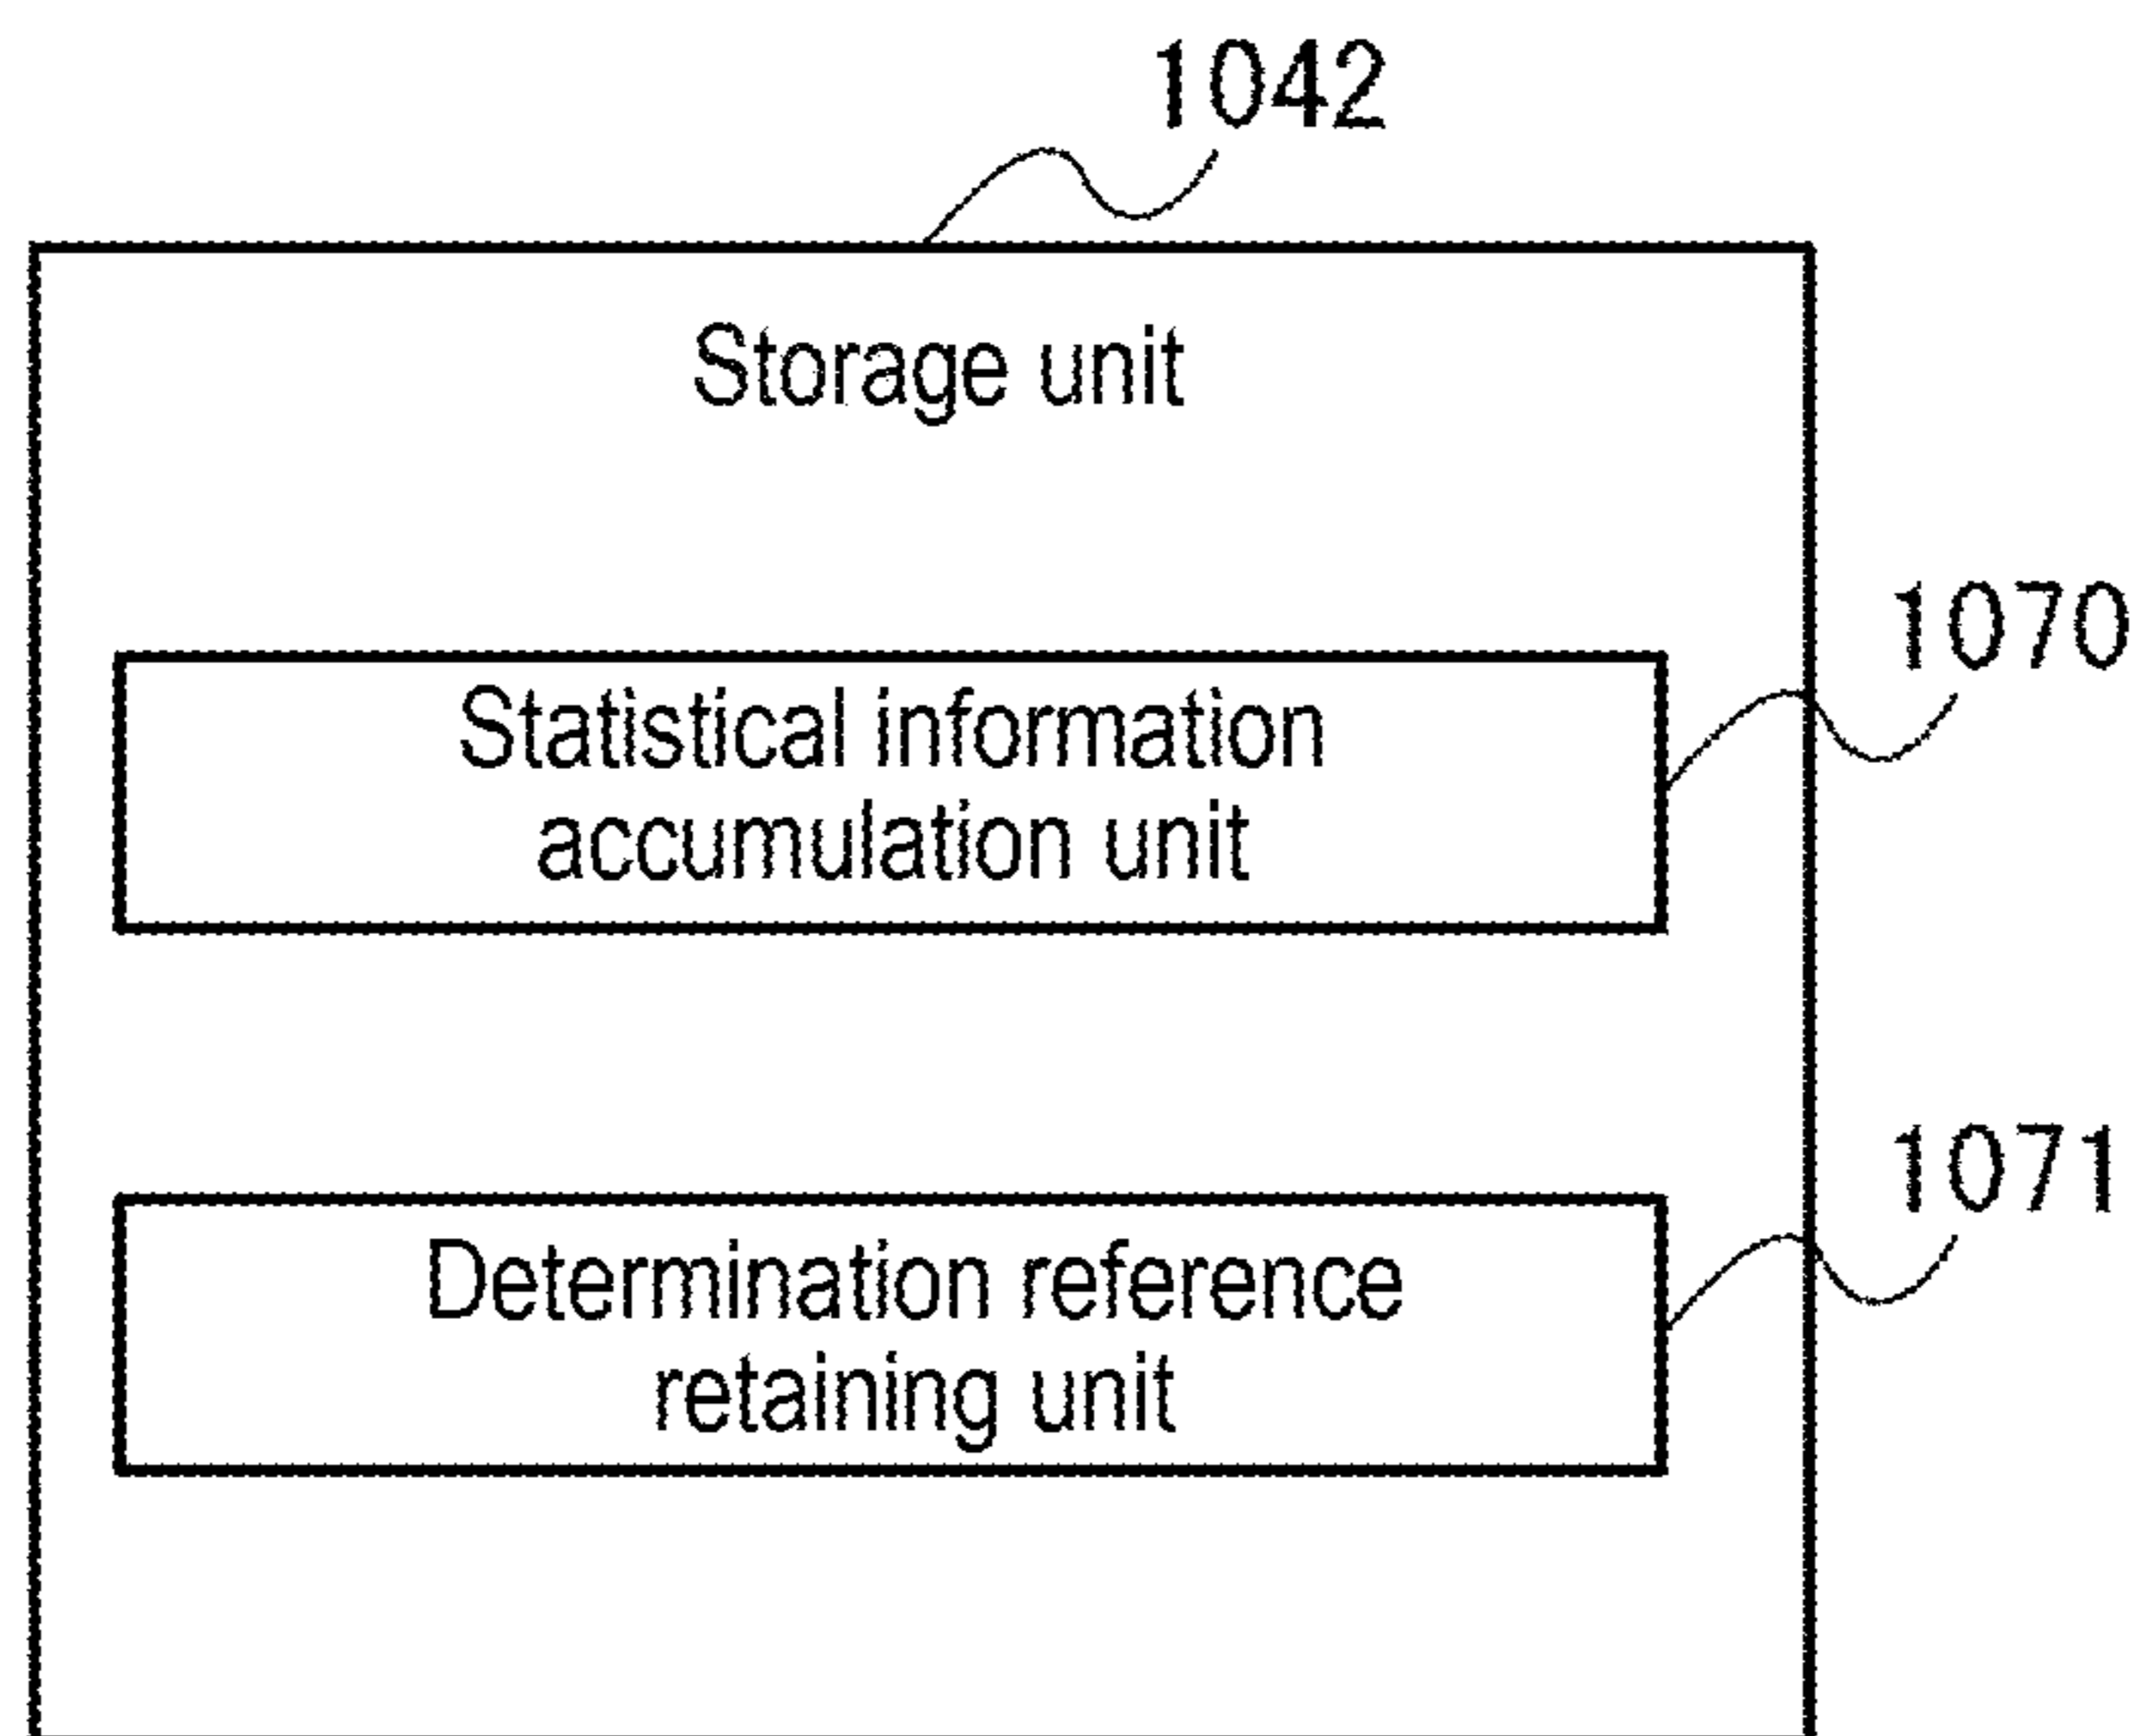 1042
Storage unit
1070
Statistical information
accumulation unit
1071
Determination reference
retaining unit